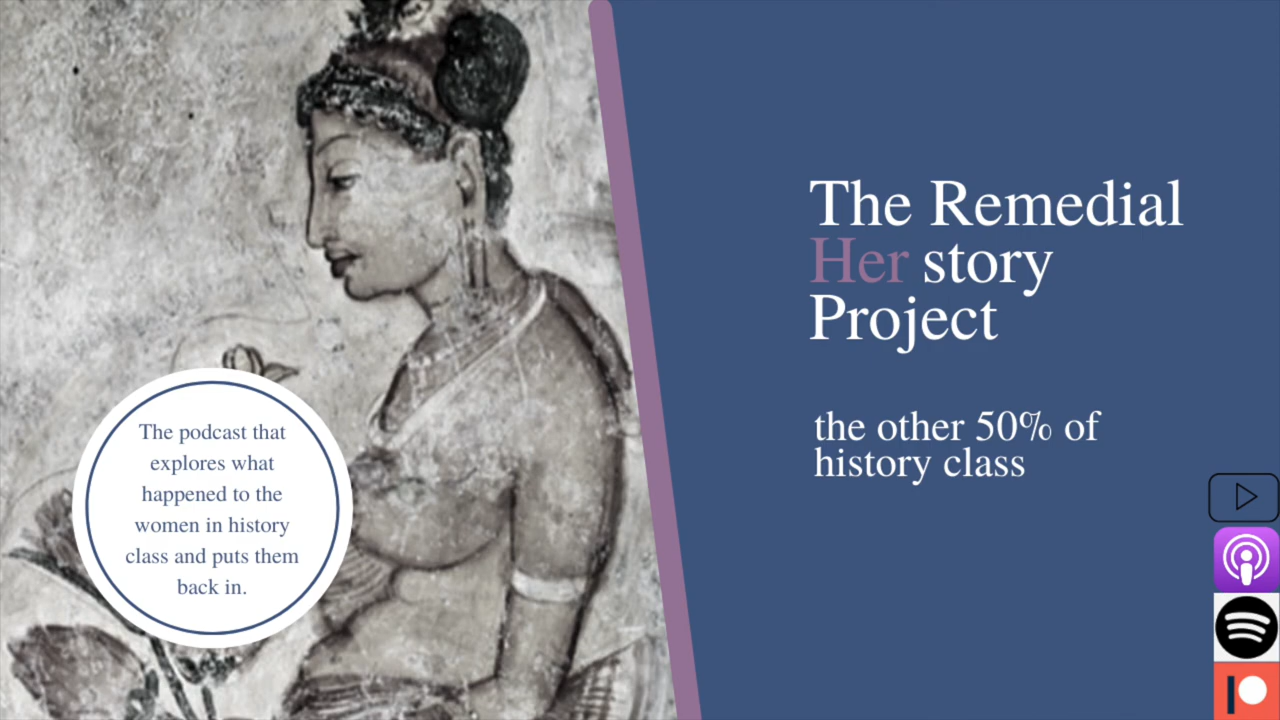 The Remedial
Her story
Project
the other 50% of
history class
The podcast that
explores what
happened to the
women in history
class and puts them
back in.